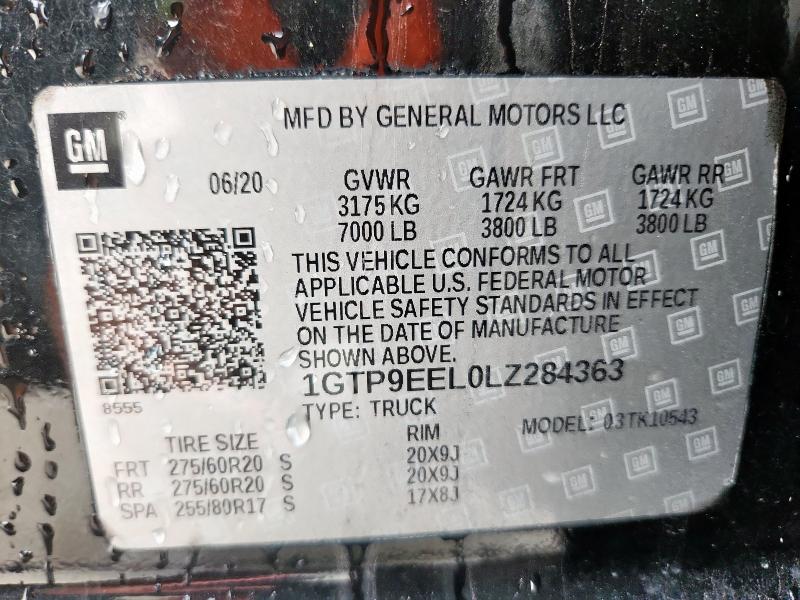 GM
MFD BY GENERAL MOTORS LLC
06/20 GVWR GAWR FRT GAWR RR
3175 KG 1724 KG 1724 KG
7000 LB 3800 LB 3800 LB
THIS VEHICLE CONFORMS TO ALL
APPLICABLE U.S. FEDERAL MOTOR
VEHICLE SAFETY STANDARDS IN EFFECT
ON THE DATE OF MANUFACTURE
SHOWN ABOVE.
1GTP9EEL0LZ284363
8555
TYPE: TRUCK
MODEL: 03TK10543
TIRE SIZE RIM
FRT 275/60R20 S 20X9J
RR 275/60R20 S 20X9J
SPA 255/80R17 S 17X8J